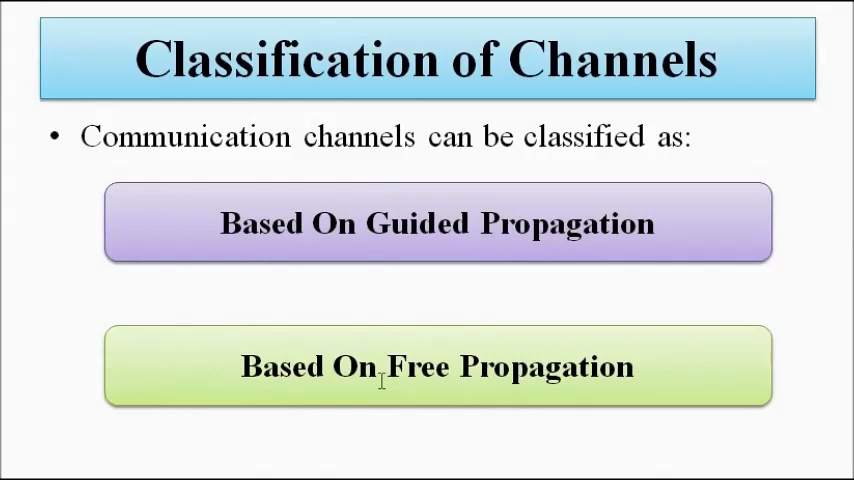 Classification of Channels
• Communication channels can be classified as:
Based On Guided Propagation
Based On Free Propagation